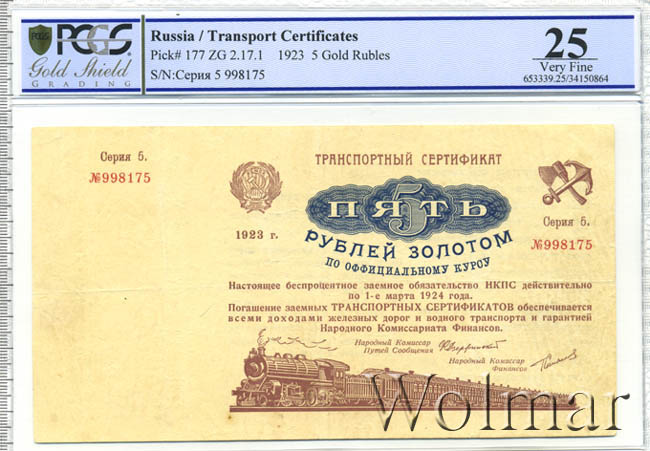 PCGS
Gold Shield
GRADING
Russia / Transport Certificates
Pick# 177 ZG 2.17.1 1923 5 Gold Rubles
S/N:Серия 5 998175
25
Very Fine
653339.25/34150864
Серия 5.
№998175
ТРАНСПОРТНЫЙ СЕРТИФИКАТ
5
ПЯТЬ
1923 г.
РУБЛЕЙ ЗОЛОТОМ
ПО ОФФИЦИАЛЬНОМУ КУРСУ
Серия 5.
№998175
Настоящее беспроцентное заемное обязательство НКПС действительно
по 1-е марта 1924 года.
Погашение заемных ТРАНСПОРТНЫХ СЕРТИФИКАТОВ обеспечивается
всеми доходами железных дорог и водного транспорта и гарантией
Народного Комиссариата Финансов.
Народный Комиссар
Путей Сообщения
Народный Комиссар
Финансов
Wolmar